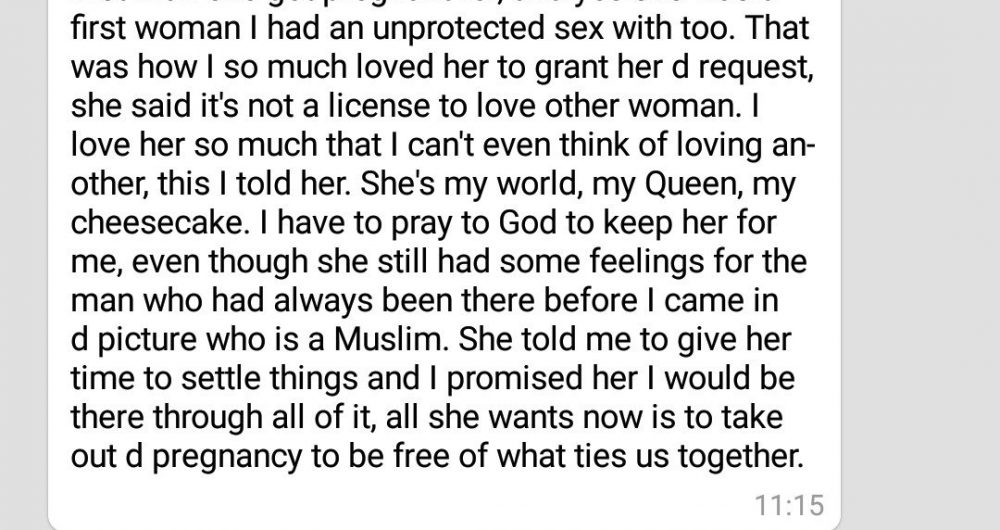 first woman I had an unprotected sex with too. That
was how I so much loved her to grant her d request,
she said it's not a license to love other woman. I
love her so much that I can't even think of loving an-
other, this I told her. She's my world, my Queen, my
cheesecake. I have to pray to God to keep her for
me, even though she still had some feelings for the
man who had always been there before I came in
d picture who is a Muslim. She told me to give her
time to settle things and I promised her I would be
there through all of it, all she wants now is to take
out d pregnancy to be free of what ties us together.
11:15